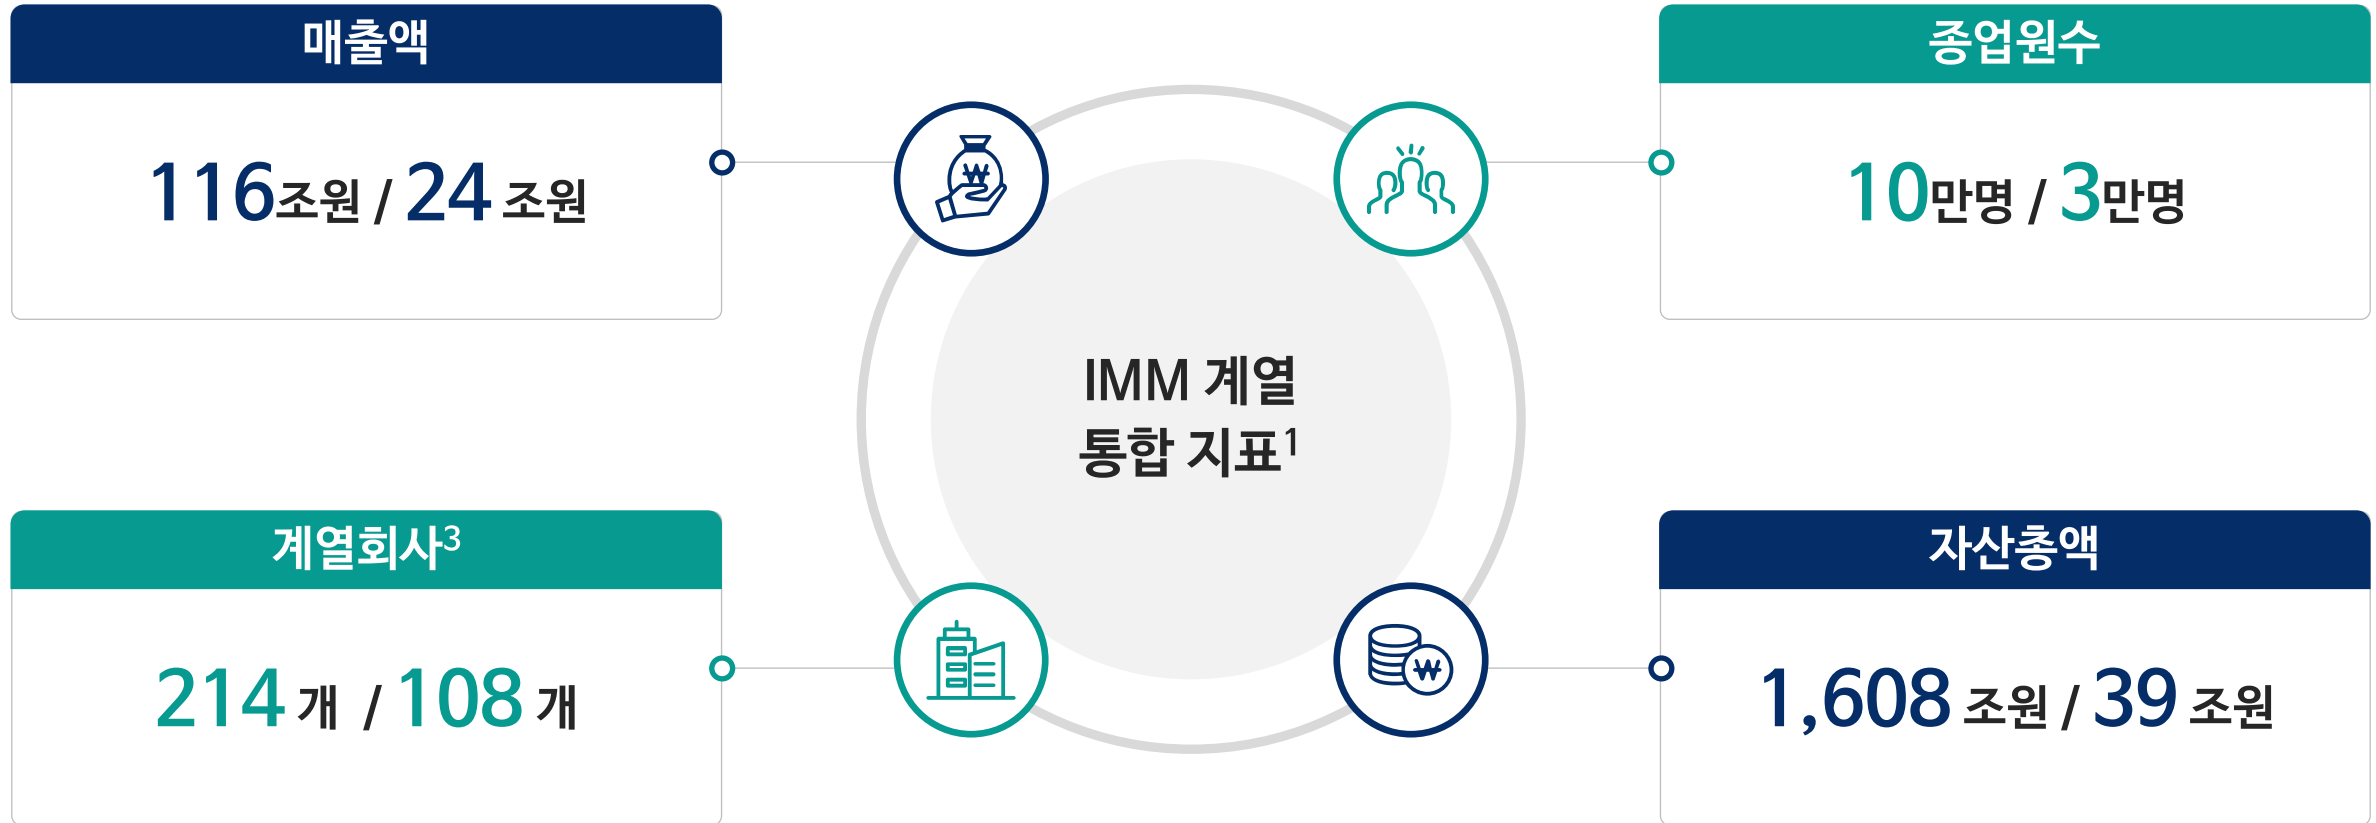 매출액
116조원 / 24 조원
종업원수
10만명 / 3만명
IMM 계열
통합 지표1
계열회사3
214 개 / 108 개
자산총액
1,608 조원 / 39 조원